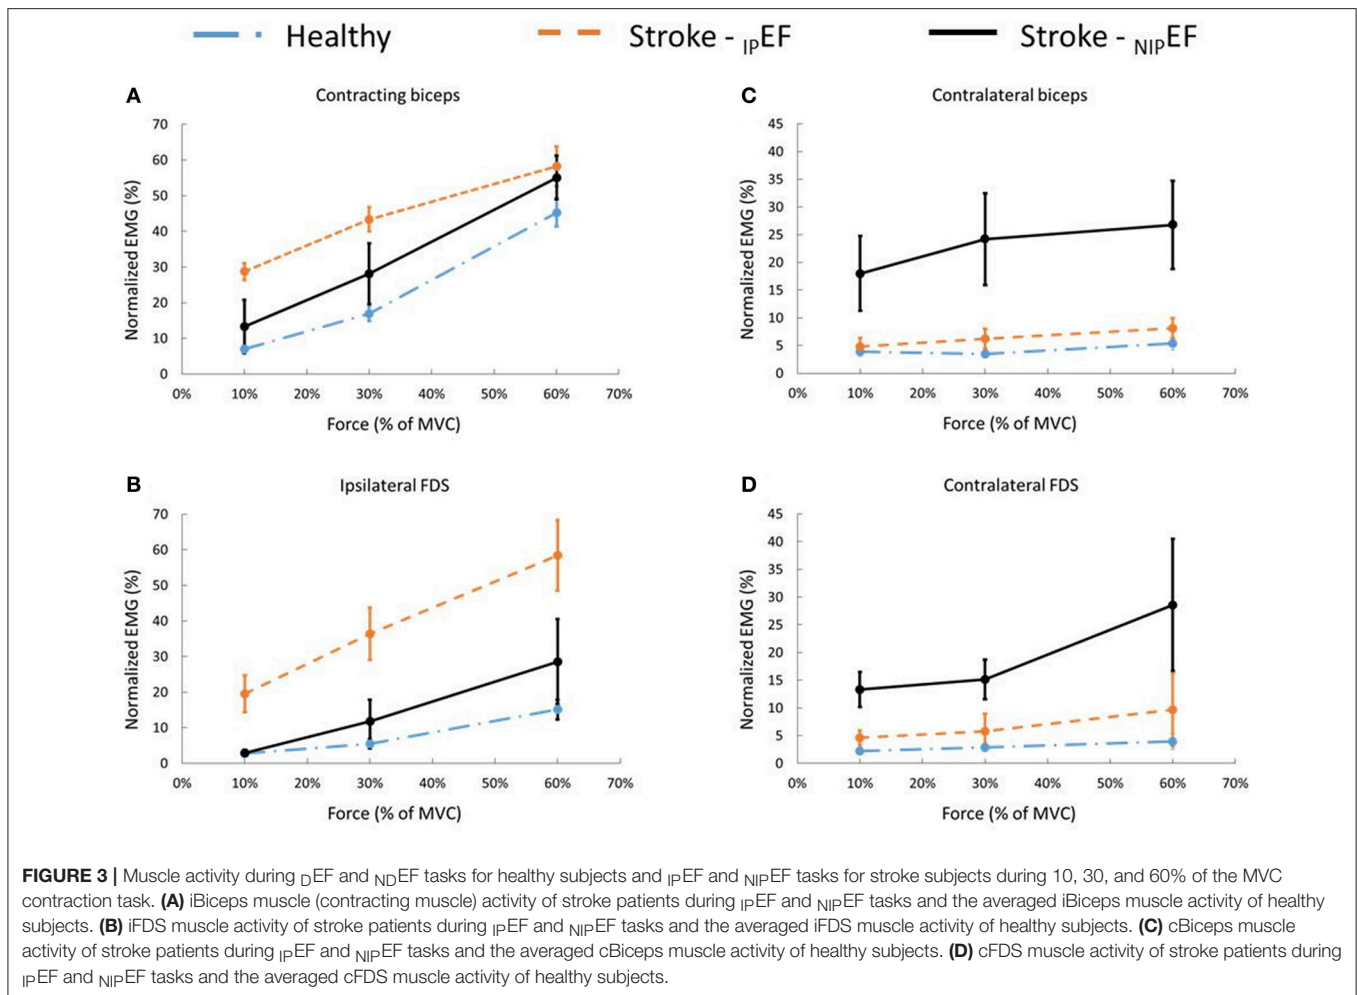 Healthy
Stroke - IPEF
Stroke - NIPEF
A
Contracting biceps
Normalized EMG (%)
70
60
50
40
30
20
10
0
0% 10% 20% 30% 40% 50% 60% 70%
Force (% of MVC)
C
Contralateral biceps
Normalized EMG (%)
45
40
35
30
25
20
15
10
5
0
0% 10% 20% 30% 40% 50% 60% 70%
Force (% of MVC)
B
Ipsilateral FDS
Normalized EMG (%)
70
60
50
40
30
20
10
0
0% 10% 20% 30% 40% 50% 60% 70%
Force (% of MVC)
D
Contralateral FDS
Normalized EMG (%)
45
40
35
30
25
20
15
10
5
0
0% 10% 20% 30% 40% 50% 60% 70%
Force (% of MVC)
FIGURE 3 | Muscle activity during DEF and NDEF tasks for healthy subjects and IPEF and NIPEF tasks for stroke subjects during 10, 30, and 60% of the MVC
contraction task. (A) iBiceps muscle (contracting muscle) activity of stroke patients during IPEF and NIPEF tasks and the averaged iBiceps muscle activity of healthy
subjects. (B) iFDS muscle activity of stroke patients during IPEF and NIPEF tasks and the averaged iFDS muscle activity of healthy subjects. (C) cBiceps muscle
activity of stroke patients during IPEF and NIPEF tasks and the averaged cBiceps muscle activity of healthy subjects. (D) cFDS muscle activity of stroke patients during
IPEF and NIPEF tasks and the averaged cFDS muscle activity of healthy subjects.